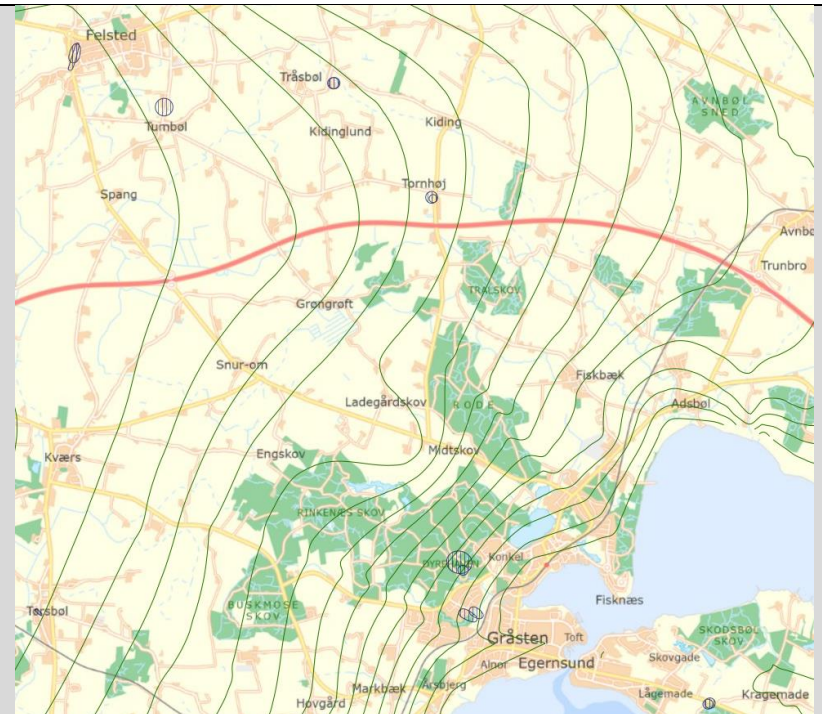 Felsted
Tråsbøl
AVNBØL
SNED
Tumbøl
Kidinglund
Kiding
Tornhøj
Spang
Avnbø
Trunbro
TRALSKOV
Grøngrøft
Snur-om
Fiskbæk
Ladegårdskov
RODE
Adsbøl
Midtskov
Kværs
Engskov
RINKENÆS SKOV
Konkel
BUSKMOSE
SKOV
Fisknæs
Gråsten
Toft
SKODSBØL
SKOV
Skovgade
Alnor
Egernsund
Årsbjerg
Markbæk
Hovgård
Lågemade
Kragemade